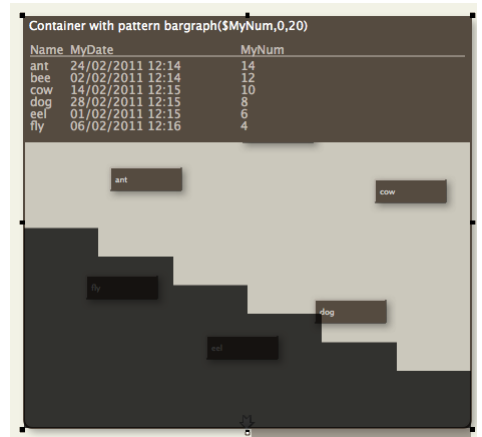 Container with pattern bargraph($MyNum,0,20)
Name MyDate MyNum
ant 24/02/2011 12:14 14
bee 02/02/2011 12:14 12
cow 14/02/2011 12:15 10
dog 28/02/2011 12:15 8
eel 01/02/2011 12:15 6
fly 06/02/2011 12:16 4
ant
cow
fly
dog
eel